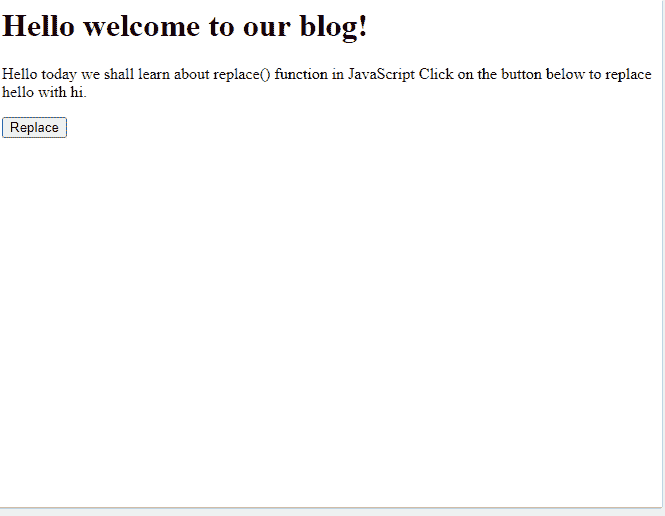 Hello welcome to our blog!
Hello today we shall learn about replace() function in JavaScript Click on the button below to replace
hello with hi.
Replace